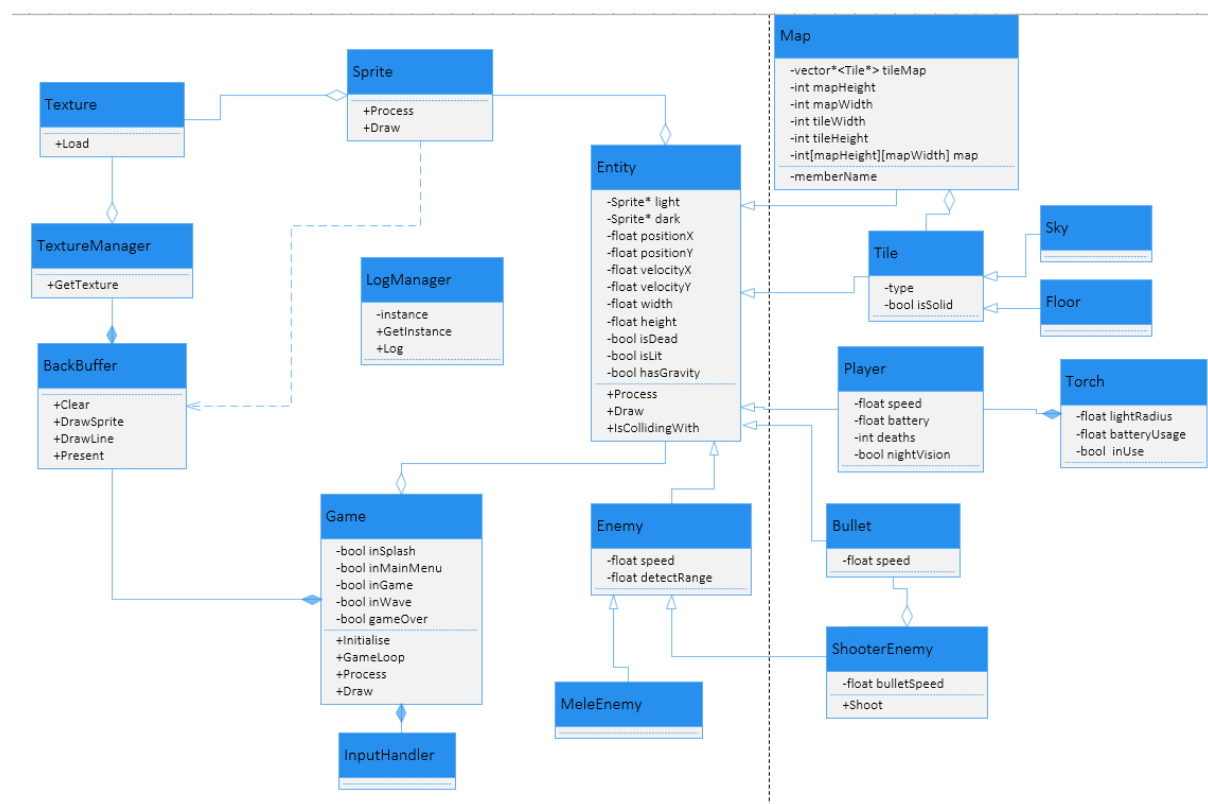 Map
-vector*<Tile*> tileMap
-int mapHeight
-int mapWidth
-int tileWidth
-int tileHeight
-int[mapHeight][mapWidth] map
-memberName
Sprite
+Process
+Draw
Texture
+Load
Entity
-Sprite* light
-Sprite* dark
-float positionX
-float positionY
-float velocityX
-float velocityY
-float width
-float height
-bool isDead
-bool isLit
-bool hasGravity
+Process
+Draw
+IsCollidingWith
TextureManager
+GetTexture
LogManager
-instance
+GetInstance
+Log
Tile
-type
-bool isSolid
Sky
Floor
BackBuffer
+Clear
+DrawSprite
+DrawLine
+Present
Player
-float speed
-float battery
-int deaths
-bool nightVision
Torch
-float lightRadius
-float batteryUsage
-bool  inUse
Game
-bool inSplash
-bool inMainMenu
-bool inGame
-bool inWave
-bool gameOver
+Initialise
+GameLoop
+Process
+Draw
Enemy
-float speed
-float detectRange
Bullet
-float speed
ShooterEnemy
-float bulletSpeed
+Shoot
MeleEnemy
InputHandler